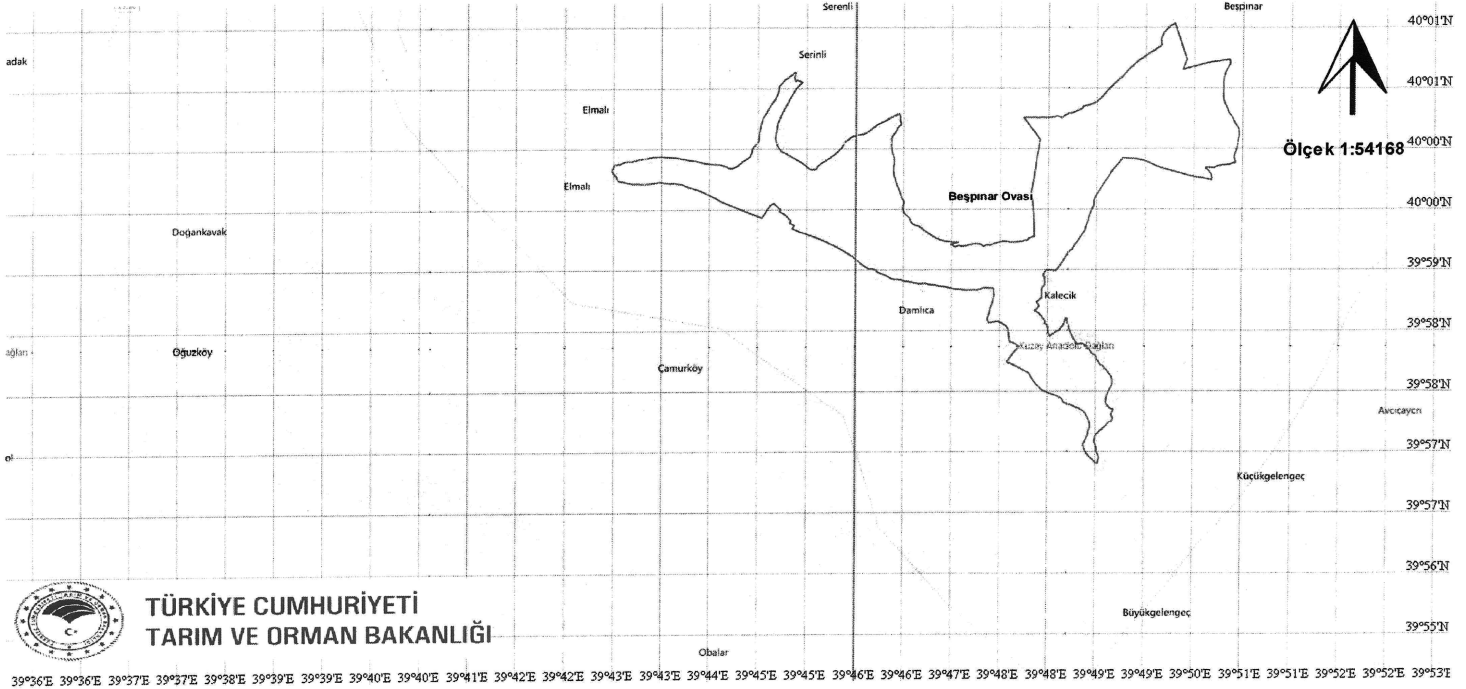 Serenli
Beşpınar
40°01'N
adak
Serinli
40°01'N
Elmalı
Ölçek 1:54168
40°00'N
Elmalı
Beşpınar Ovası
40°00'N
Doğankavak
39°59'N
Kalecik
Damlıca
39°58'N
ağları
Oğuzköy
Kuzey Anadolu Dağları
Çamurköy
39°58'N
Avcıçayırı
39°57'N
Küçükgelengeç
39°57'N
39°56'N
TÜRKİYE CUMHURİYETİ
TARIM VE ORMAN BAKANLIĞI
Büyükgelengeç
39°55'N
Obalar
39°36'E 39°36'E 39°37'E 39°37'E 39°38'E 39°39'E 39°39'E 39°40'E 39°40'E 39°41'E 39°42'E 39°42'E 39°43'E 39°43'E 39°44'E 39°45'E 39°45'E 39°46'E 39°46'E 39°47'E 39°48'E 39°48'E 39°49'E 39°49'E 39°50'E 39°51'E 39°51'E 39°52'E 39°52'E 39°53'E